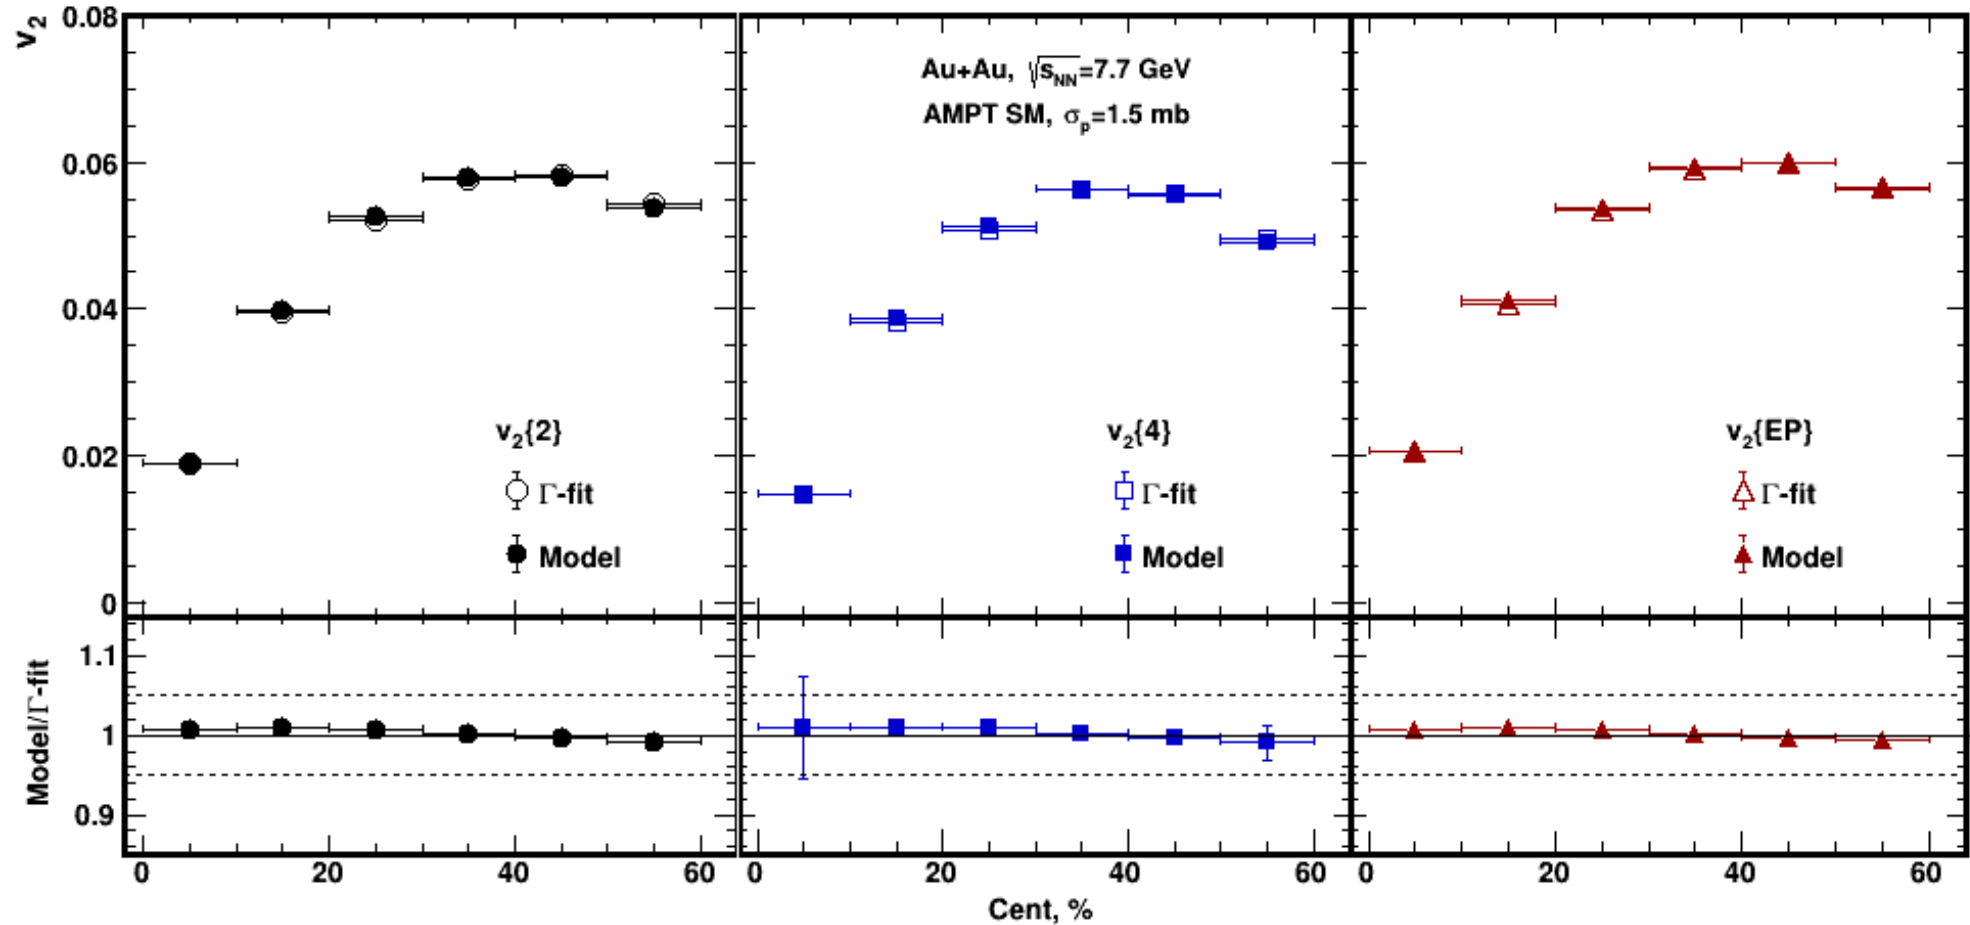 v₂
0.08
0.06
0.04
0.02
0
Au+Au, √sNN=7.7 GeV
AMPT SM, σp=1.5 mb
v₂{2}
Γ-fit
Model
v₂{4}
Γ-fit
Model
v₂{EP}
Γ-fit
Model
Model/Γ-fit
1.1
1
0.9
0 20 40 60 0 20 40 60 0 20 40 60
Cent, %